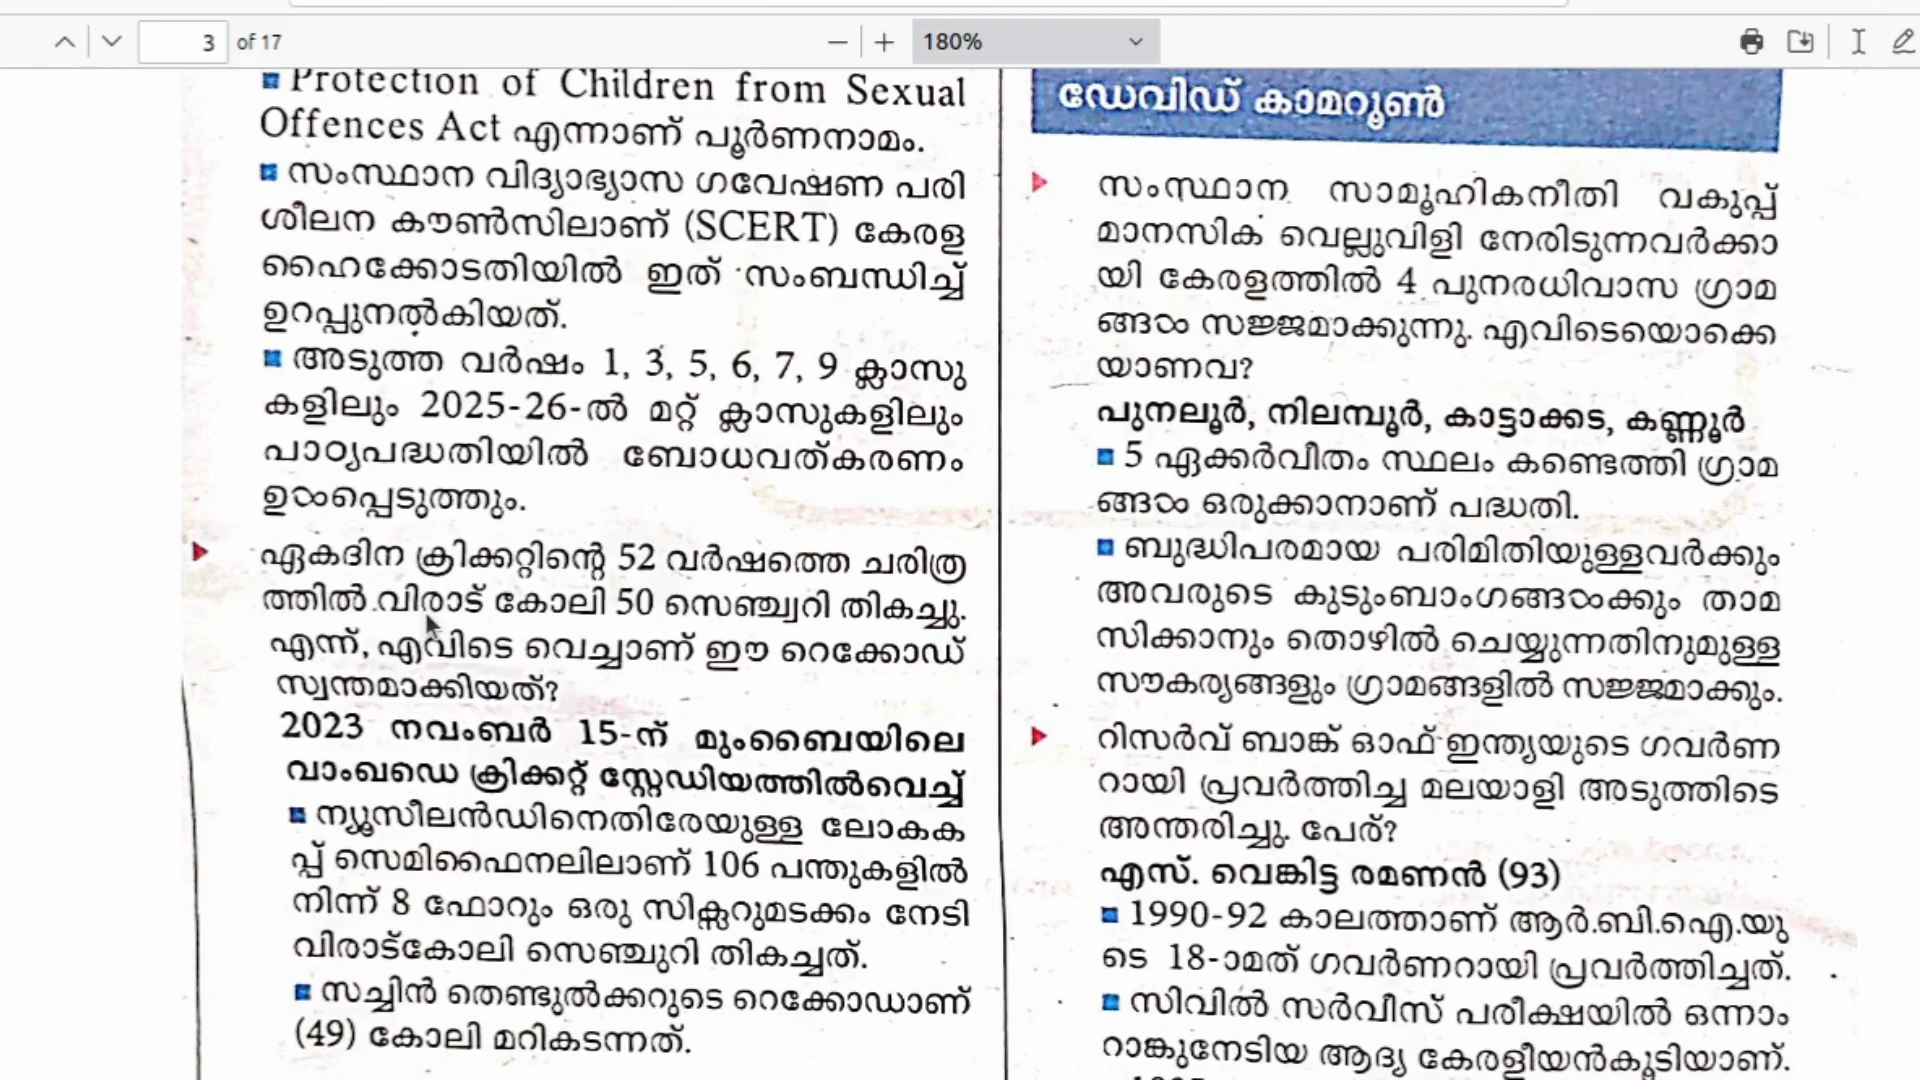 3 of 17
180%
Protection of Children from Sexual
Offences Act എന്നാണ് പൂർണനാമം.
സംസ്ഥാന വിദ്യാഭ്യാസ ഗവേഷണ പരി
ശീലന കൗൺസിലാണ് (SCERT) കേരള
ഹൈക്കോടതിയിൽ ഇത് സംബന്ധിച്ച്
ഉറപ്പുനൽകിയത്.
അടുത്ത വർഷം 1, 3, 5, 6, 7, 9 ക്ലാസു
കളിലും 2025-26-ൽ മറ്റ് ക്ലാസുകളിലും
പാഠ്യപദ്ധതിയിൽ ബോധവത്കരണം
ഉൾപ്പെടുത്തും.
ഏകദിന ക്രിക്കറ്റിന്റെ 52 വർഷത്തെ ചരിത്ര
ത്തിൽ വിരാട് കോലി 50 സെഞ്ച്വറി തികച്ചു.
എന്ന്, എവിടെ വെച്ചാണ് ഈ റെക്കോഡ്
സ്വന്തമാക്കിയത്?
2023 നവംബർ 15-ന് മുംബൈയിലെ
വാംഖഡെ ക്രിക്കറ്റ് സ്റ്റേഡിയത്തിൽവെച്ച്
ന്യൂസീലൻഡിനെതിരേയുള്ള ലോകക
പ്പ് സെമിഫൈനലിലാണ് 106 പന്തുകളിൽ
നിന്ന് 8 ഫോറും ഒരു സിക്സറുമടക്കം നേടി
വിരാട്കോലി സെഞ്ചുറി തികച്ചത്.
സച്ചിൻ തെണ്ടുൽക്കറുടെ റെക്കോഡാണ്
(49) കോലി മറികടന്നത്.
ഡേവിഡ് കാമറൂൺ
സംസ്ഥാന സാമൂഹികനീതി വകുപ്പ്
മാനസിക വെല്ലുവിളി നേരിടുന്നവർക്കാ
യി കേരളത്തിൽ 4 പുനരധിവാസ ഗ്രാമ
ങ്ങൾ സജ്ജമാക്കുന്നു. എവിടെയൊക്കെ
യാണവ?
പുനലൂർ, നിലമ്പൂർ, കാട്ടാക്കട, കണ്ണൂർ
5 ഏക്കർവീതം സ്ഥലം കണ്ടെത്തി ഗ്രാമ
ങ്ങൾ ഒരുക്കാനാണ് പദ്ധതി.
ബുദ്ധിപരമായ പരിമിതിയുള്ളവർക്കും
അവരുടെ കുടുംബാംഗങ്ങൾക്കും താമ
സിക്കാനും തൊഴിൽ ചെയ്യുന്നതിനുമുള്ള
സൗകര്യങ്ങളും ഗ്രാമങ്ങളിൽ സജ്ജമാക്കും.
റിസർവ് ബാങ്ക് ഓഫ് ഇന്ത്യയുടെ ഗവർണ
റായി പ്രവർത്തിച്ച മലയാളി അടുത്തിടെ
അന്തരിച്ചു. പേര്?
എസ്. വെങ്കിട്ട രമണൻ (93)
1990-92 കാലത്താണ് ആർ.ബി.ഐ.യു
ടെ 18-ാമത് ഗവർണറായി പ്രവർത്തിച്ചത്.
സിവിൽ സർവീസ് പരീക്ഷയിൽ ഒന്നാം
റാങ്കുനേടിയ ആദ്യ കേരളീയൻകൂടിയാണ്.